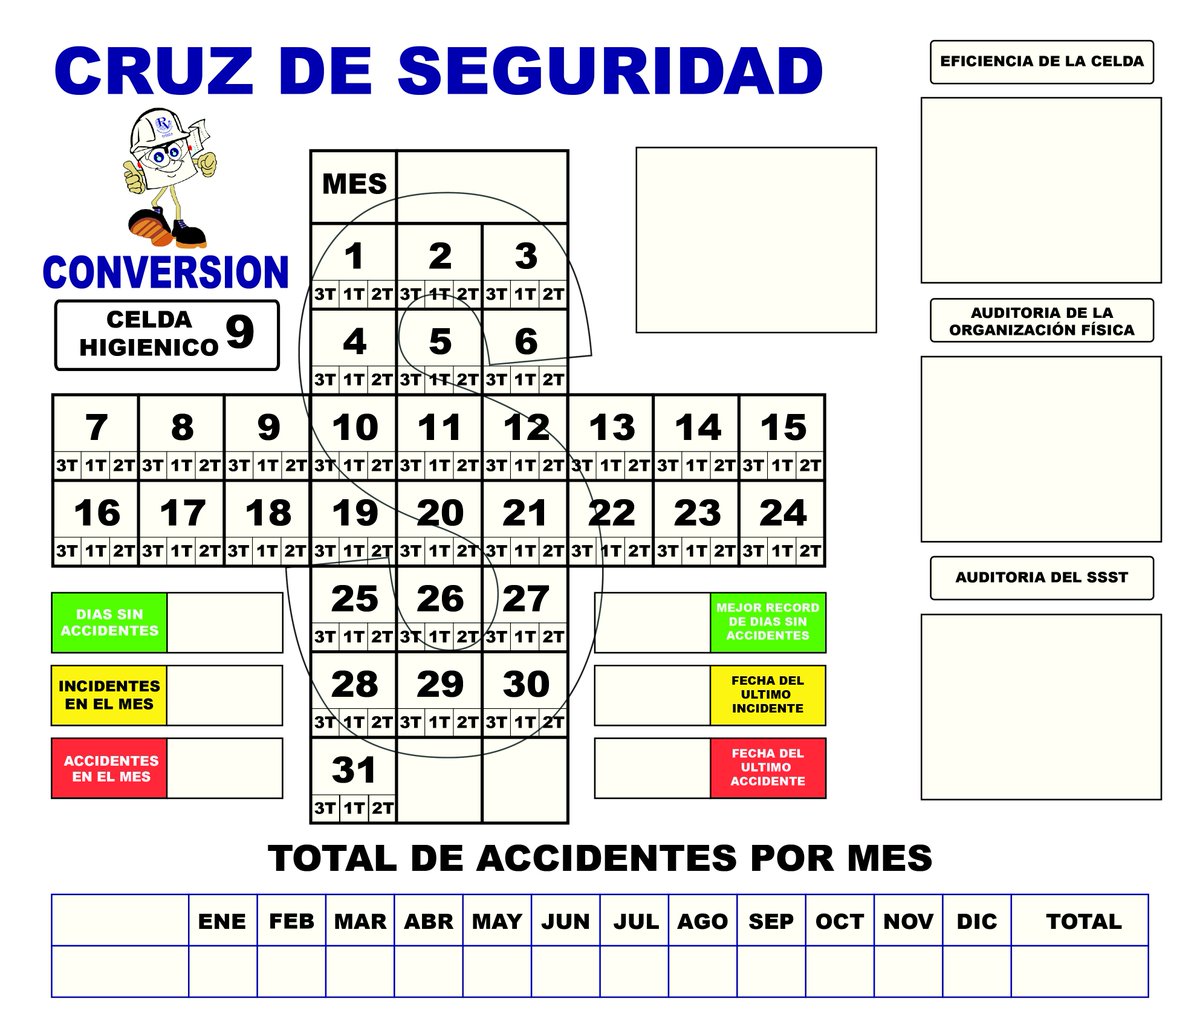 CRUZ DE SEGURIDAD
CONVERSION
CELDA
HIGIENICO 9
MES
1 2 3
3T 1T 2T 3T 1T 2T 3T 1T 2T
4 5 6
3T 1T 2T 3T 1T 2T 3T 1T 2T
7 8 9 10 11 12 13 14 15
3T 1T 2T 3T 1T 2T 3T 1T 2T 3T 1T 2T 3T 1T 2T 3T 1T 2T 3T 1T 2T 3T 1T 2T 3T 1T 2T
16 17 18 19 20 21 22 23 24
3T 1T 2T 3T 1T 2T 3T 1T 2T 3T 1T 2T 3T 1T 2T 3T 1T 2T 3T 1T 2T 3T 1T 2T 3T 1T 2T
25 26 27
3T 1T 2T 3T 1T 2T 3T 1T 2T
28 29 30
3T 1T 2T 3T 1T 2T 3T 1T 2T
31
3T 1T 2T
DIAS SIN
ACCIDENTES
INCIDENTES
EN EL MES
ACCIDENTES
EN EL MES
MEJOR RECORD
DE DIAS SIN
ACCIDENTES
FECHA DEL
ULTIMO
INCIDENTE
FECHA DEL
ULTIMO
ACCIDENTE
EFICIENCIA DE LA CELDA
AUDITORIA DE LA
ORGANIZACIÓN FÍSICA
AUDITORIA DEL SSST
TOTAL DE ACCIDENTES POR MES
ENE FEB MAR ABR MAY JUN JUL AGO SEP OCT NOV DIC TOTAL